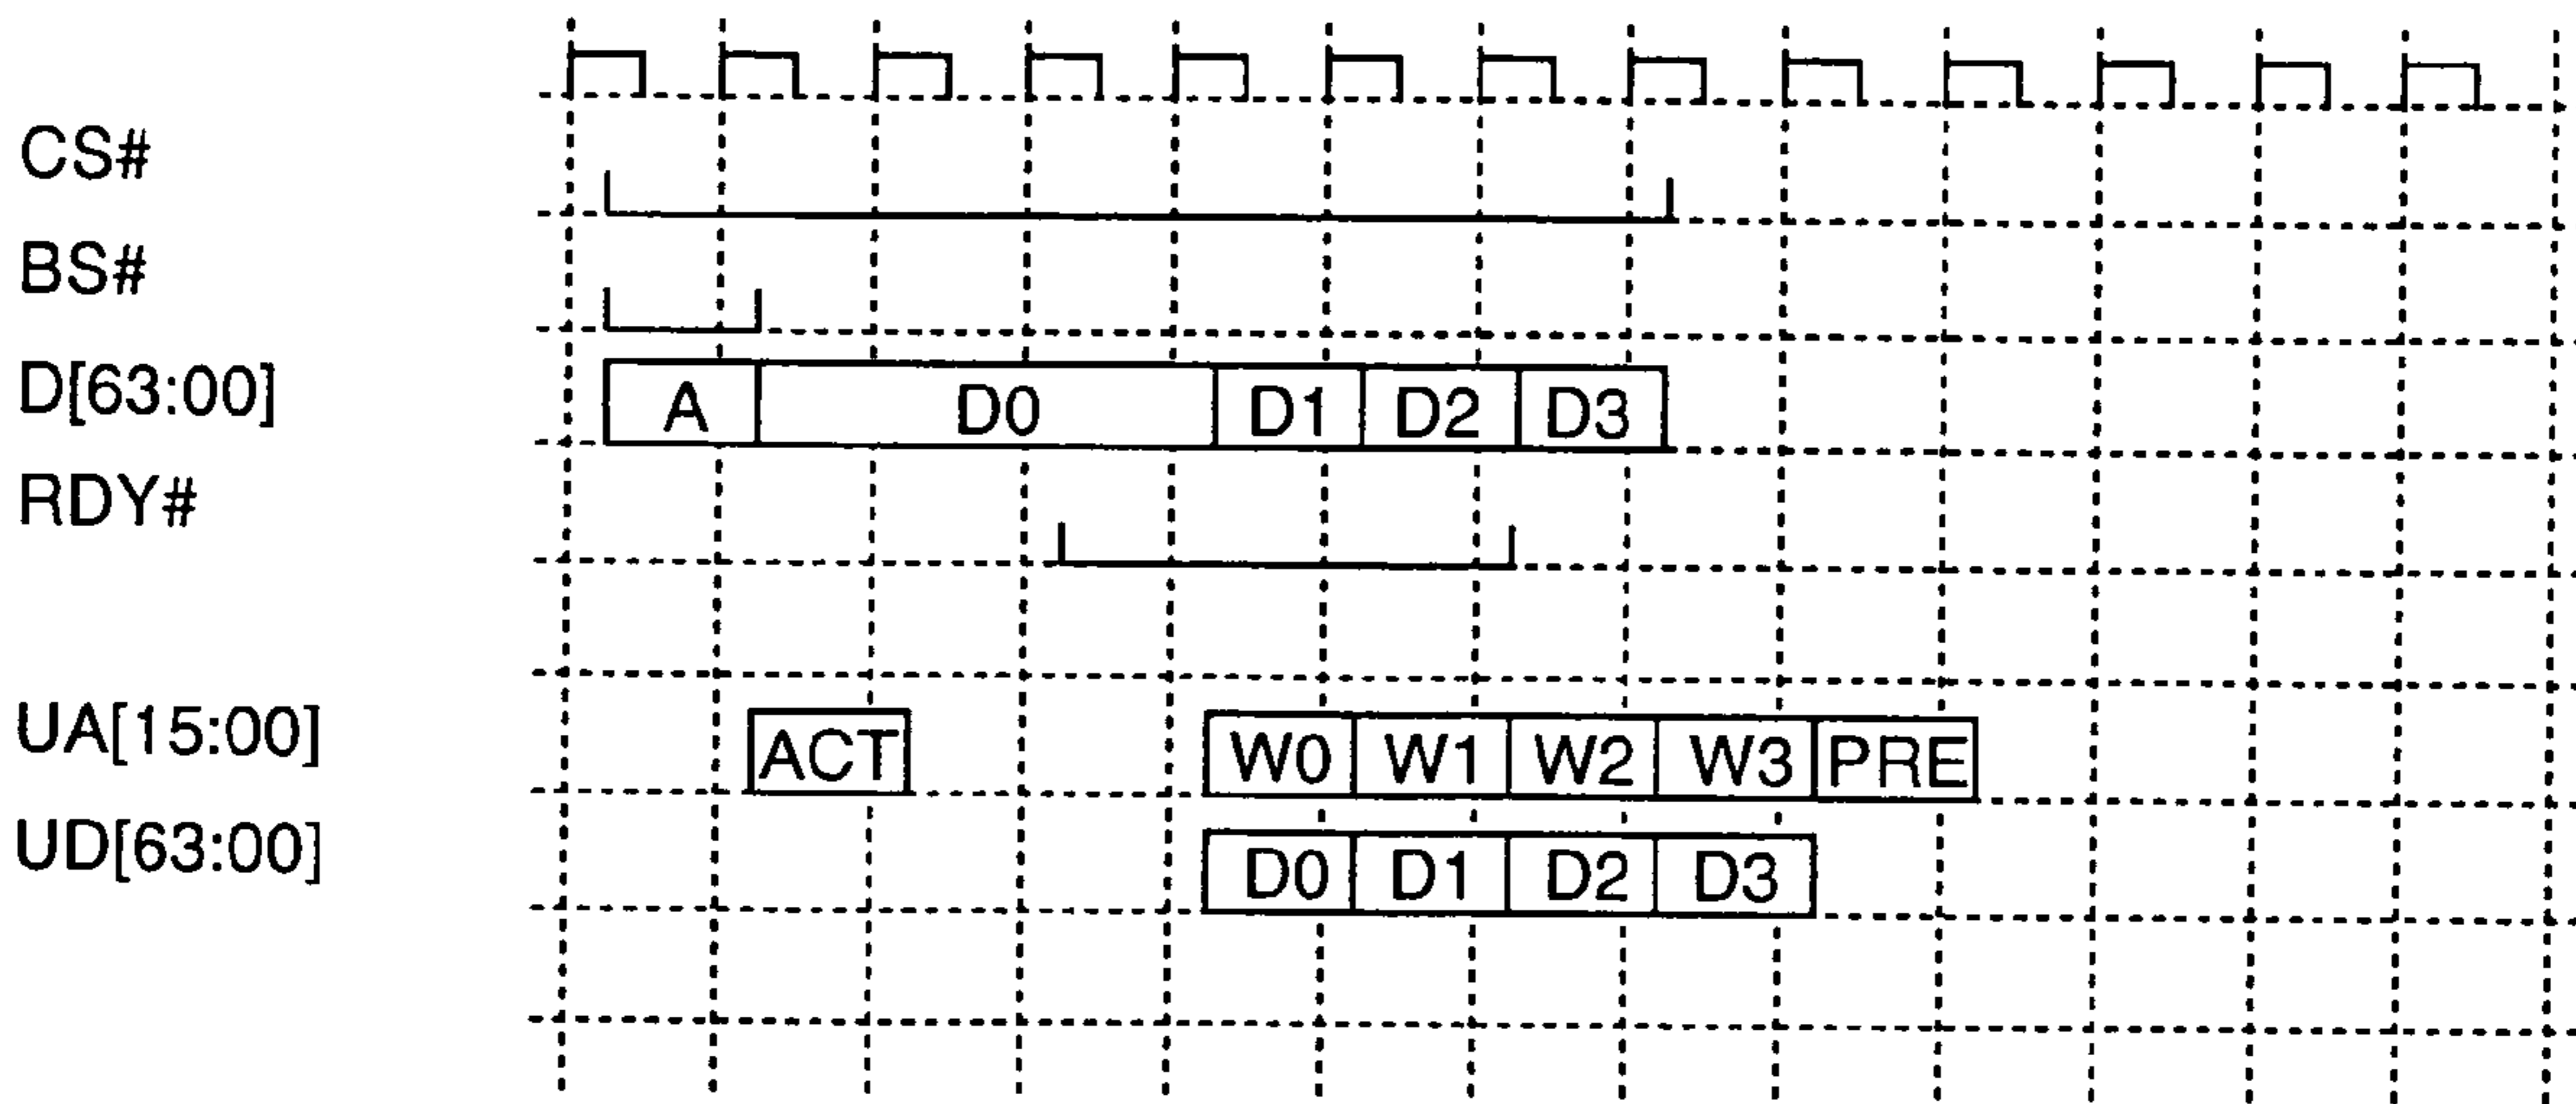 CS#
BS#
D[63:00] A D0 D1 D2 D3
RDY#
UA[15:00] ACT W0 W1 W2 W3 PRE
UD[63:00] D0 D1 D2 D3